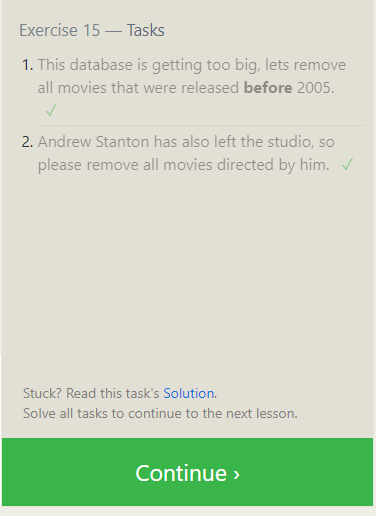 Exercise 15 — Tasks
1. This database is getting too big, lets remove
all movies that were released before 2005.
✓
2. Andrew Stanton has also left the studio, so
please remove all movies directed by him. ✓
Stuck? Read this task's Solution.
Solve all tasks to continue to the next lesson.
Continue ›